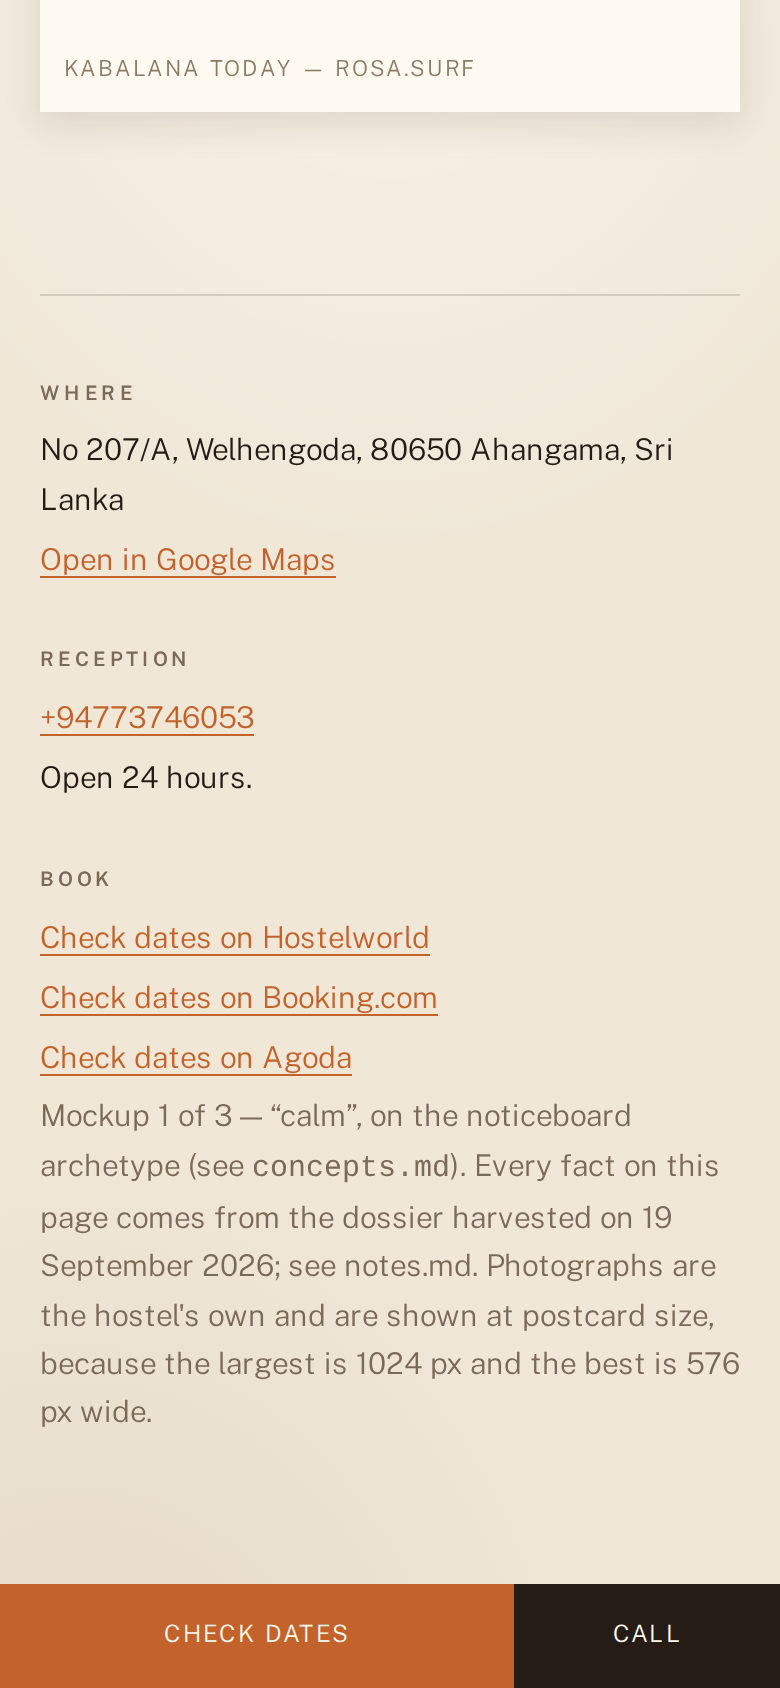 KABALANA TODAY — ROSA.SURF
WHERE
No 207/A, Welhengoda, 80650 Ahangama, Sri
Lanka
Open in Google Maps
RECEPTION
+94773746053
Open 24 hours.
BOOK
Check dates on Hostelworld
Check dates on Booking.com
Check dates on Agoda
Mockup 1 of 3 — “calm”, on the noticeboard
archetype (see concepts.md). Every fact on this
page comes from the dossier harvested on 19
September 2026; see notes.md. Photographs are
the hostel's own and are shown at postcard size,
because the largest is 1024 px and the best is 576
px wide.
CHECK DATES
CALL